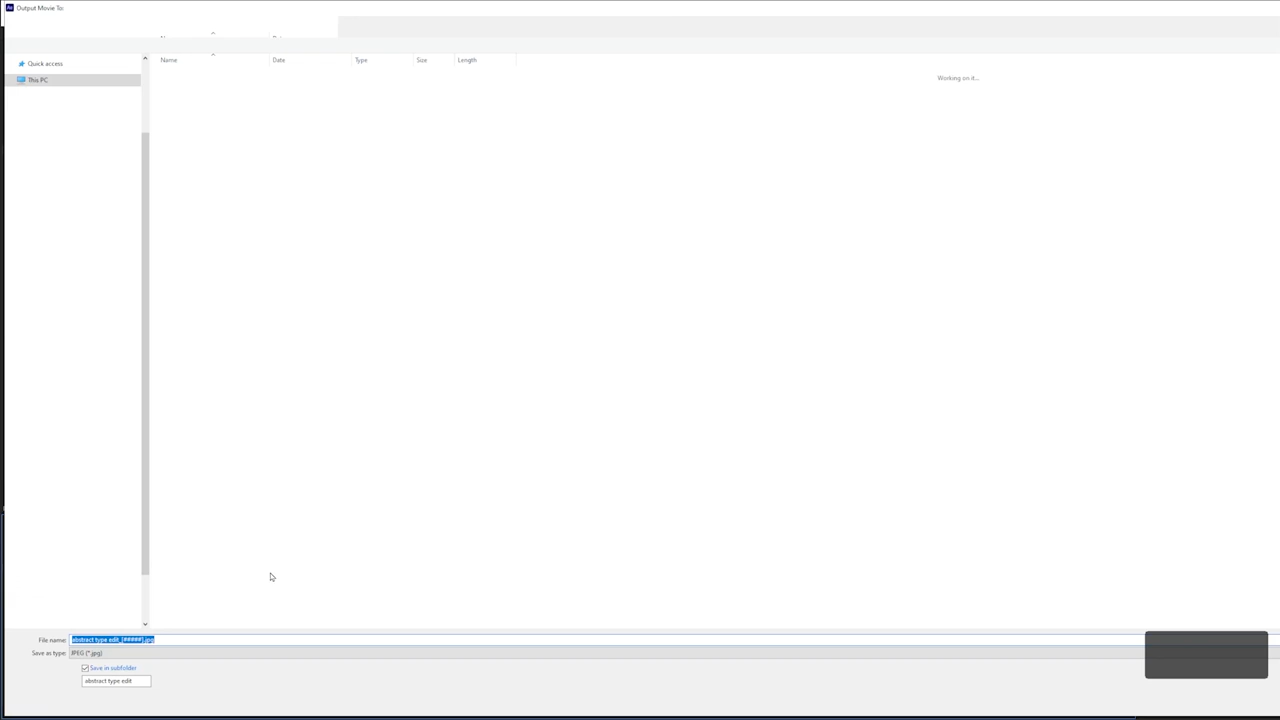 Ae Output Movie To:
Name Date Type Size Length
Quick access
This PC
Working on it...
File name: abstract type edit_[#####].jpg
Save as type: JPEG (*.jpg)
Save in subfolder
abstract type edit